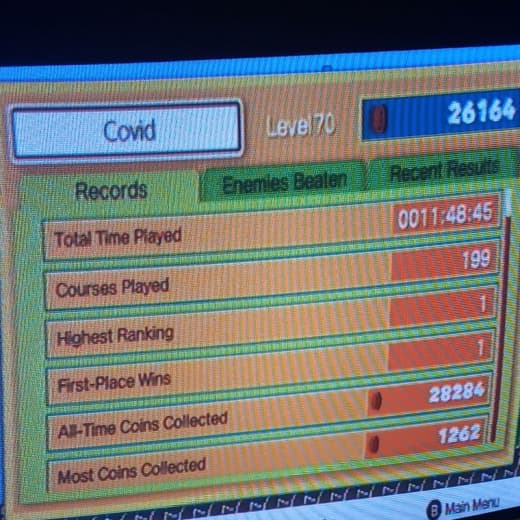 Covid
Level 70
26164
Records
Enemies Beaten
Recent Results
Total Time Played 0011:48:45
Courses Played 199
Highest Ranking 1
First-Place Wins 1
All-Time Coins Collected 28284
Most Coins Collected 1262
B Main Menu